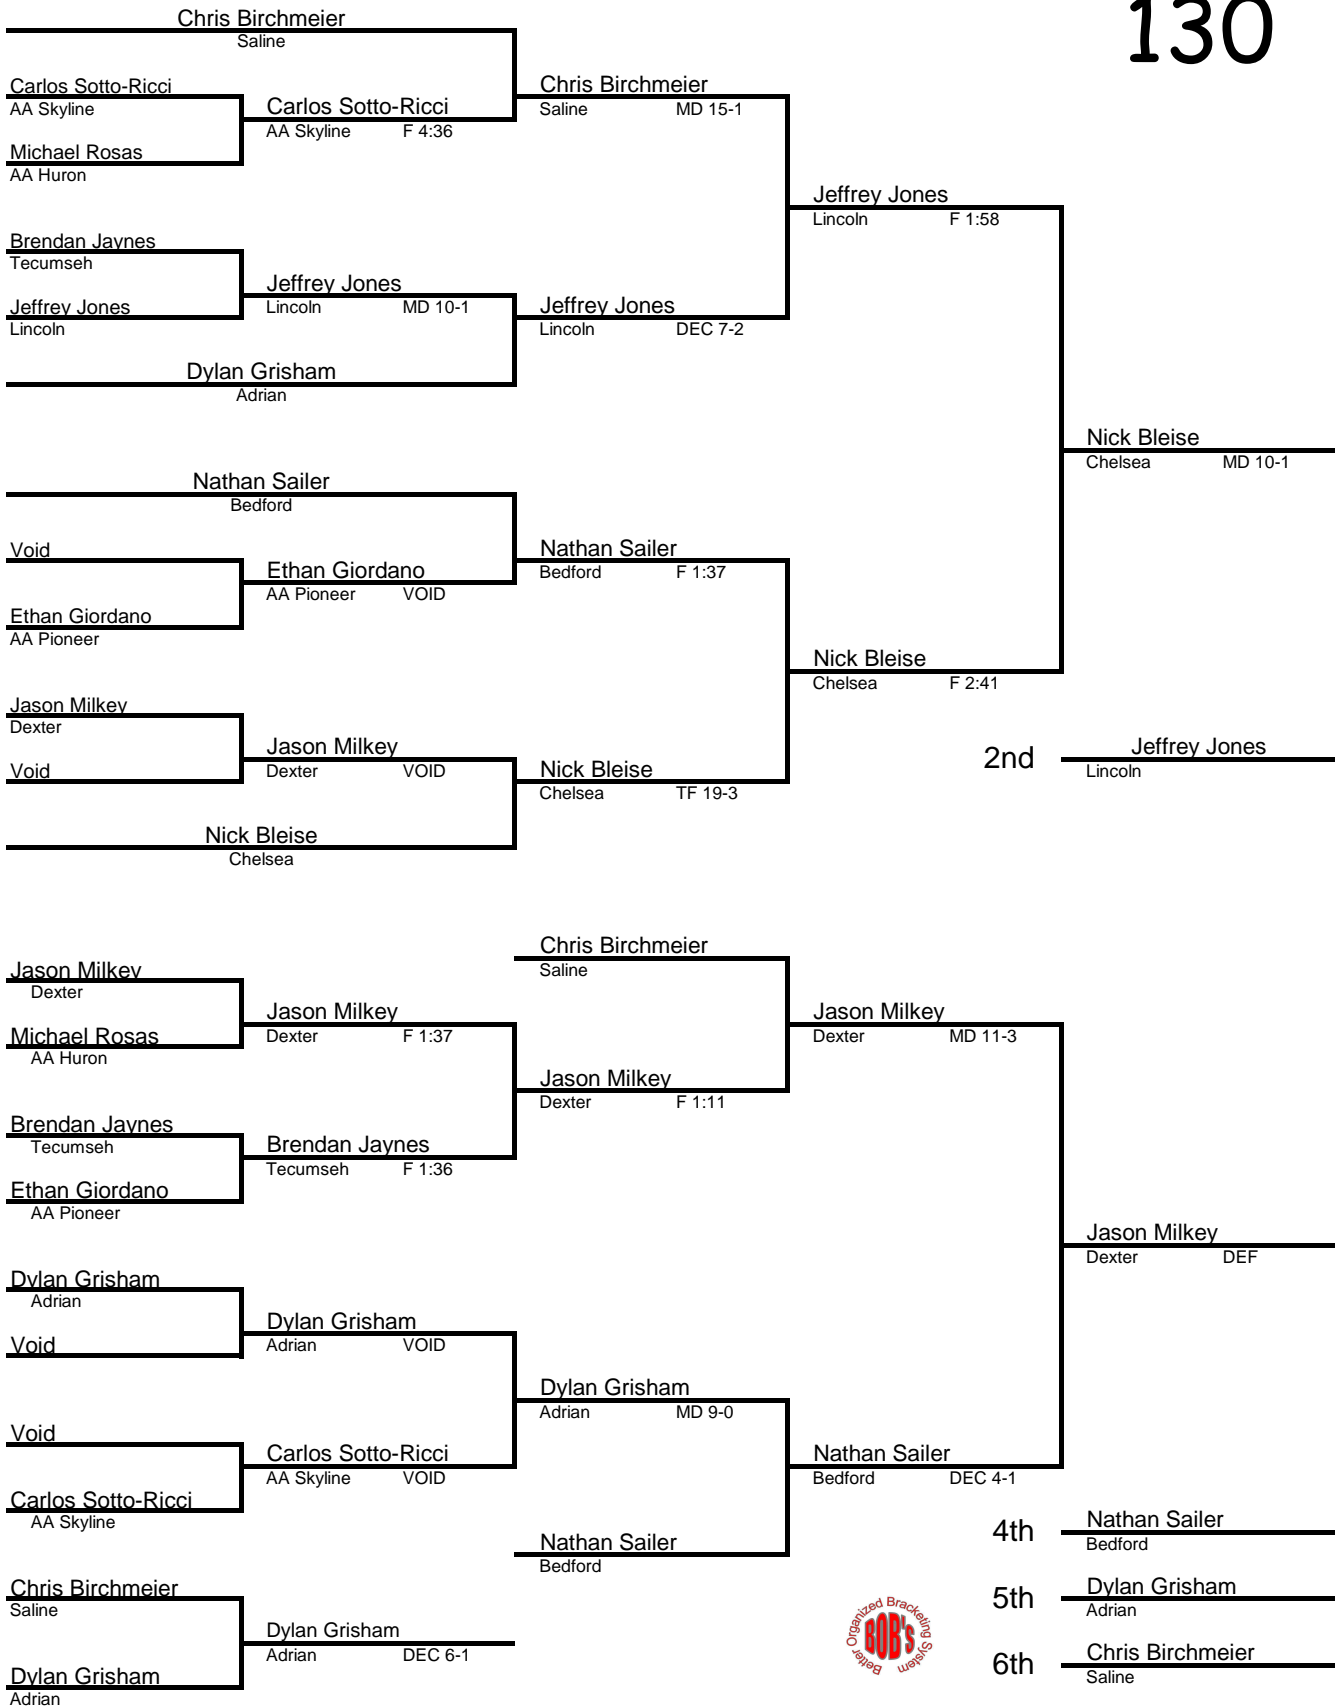 130
Chris Birchmeier
Saline
Carlos Sotto-Ricci
AA Skyline
Michael Rosas
AA Huron
Carlos Sotto-Ricci
AA Skyline F 4:36
Chris Birchmeier
Saline MD 15-1
Brendan Jaynes
Tecumseh
Jeffrey Jones
Lincoln
Jeffrey Jones
Lincoln MD 10-1
Dylan Grisham
Adrian
Jeffrey Jones
Lincoln DEC 7-2
Jeffrey Jones
Lincoln F 1:58
Nathan Sailer
Bedford
Void
Ethan Giordano
AA Pioneer
Ethan Giordano
AA Pioneer VOID
Nathan Sailer
Bedford F 1:37
Jason Milkey
Dexter
Void
Jason Milkey
Dexter VOID
Nick Bleise
Chelsea
Nick Bleise
Chelsea TF 19-3
Nick Bleise
Chelsea F 2:41
Nick Bleise
Chelsea MD 10-1
2nd Jeffrey Jones
Lincoln
Jason Milkey
Dexter
Michael Rosas
AA Huron
Jason Milkey
Dexter F 1:37
Brendan Jaynes
Tecumseh
Ethan Giordano
AA Pioneer
Brendan Jaynes
Tecumseh F 1:36
Chris Birchmeier
Saline
Jason Milkey
Dexter F 1:11
Jason Milkey
Dexter MD 11-3
Dylan Grisham
Adrian
Void
Dylan Grisham
Adrian VOID
Void
Carlos Sotto-Ricci
AA Skyline
Carlos Sotto-Ricci
AA Skyline VOID
Dylan Grisham
Adrian MD 9-0
Nathan Sailer
Bedford
Nathan Sailer
Bedford DEC 4-1
Jason Milkey
Dexter DEF
Chris Birchmeier
Saline
Dylan Grisham
Adrian
Dylan Grisham
Adrian DEC 6-1
Better Organized Bracketing System
BOB's
4th Nathan Sailer
Bedford
5th Dylan Grisham
Adrian
6th Chris Birchmeier
Saline